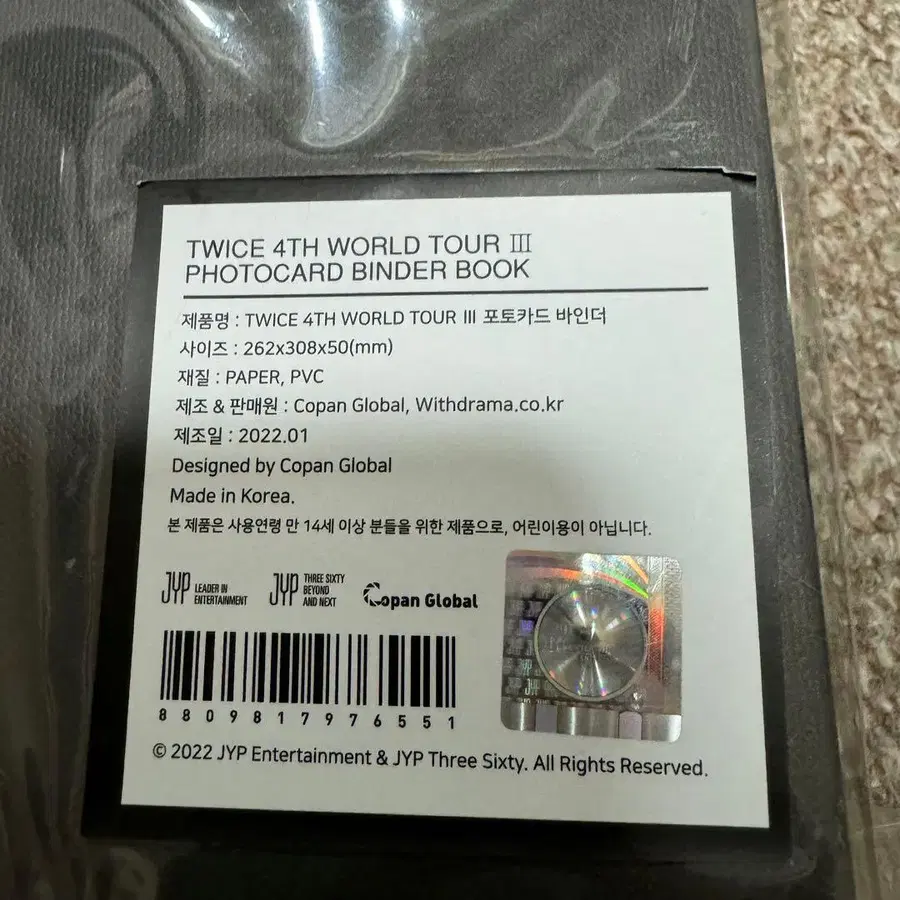 TWICE 4TH WORLD TOUR Ⅲ
PHOTOCARD BINDER BOOK
제품명 : TWICE 4TH WORLD TOUR Ⅲ 포토카드 바인더
사이즈 : 262x308x50(mm)
재질 : PAPER, PVC
제조 & 판매원 : Copan Global, Withdrama.co.kr
제조일 : 2022.01
Designed by Copan Global
Made in Korea.
본 제품은 사용연령 만 14세 이상 분들을 위한 제품으로, 어린이용이 아닙니다.
JYP LEADER IN
ENTERTAINMENT
JYP THREE SIXTY
BEYOND
AND NEXT
Copan Global
8809817976551
© 2022 JYP Entertainment & JYP Three Sixty. All Rights Reserved.